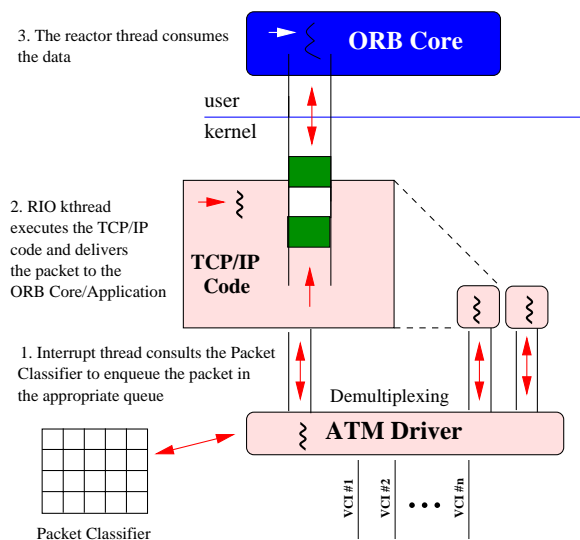 3. The reactor thread consumes
the data
ORB Core
user
kernel
2. RIO kthread
executes the TCP/IP
code and delivers
the packet to the
ORB Core/Application
TCP/IP
Code
1. Interrupt thread consults the Packet
Classifier to enqueue the packet in
the appropriate queue
Demultiplexing
ATM Driver
VCI #1
VCI #2
VCI #n
Packet Classifier